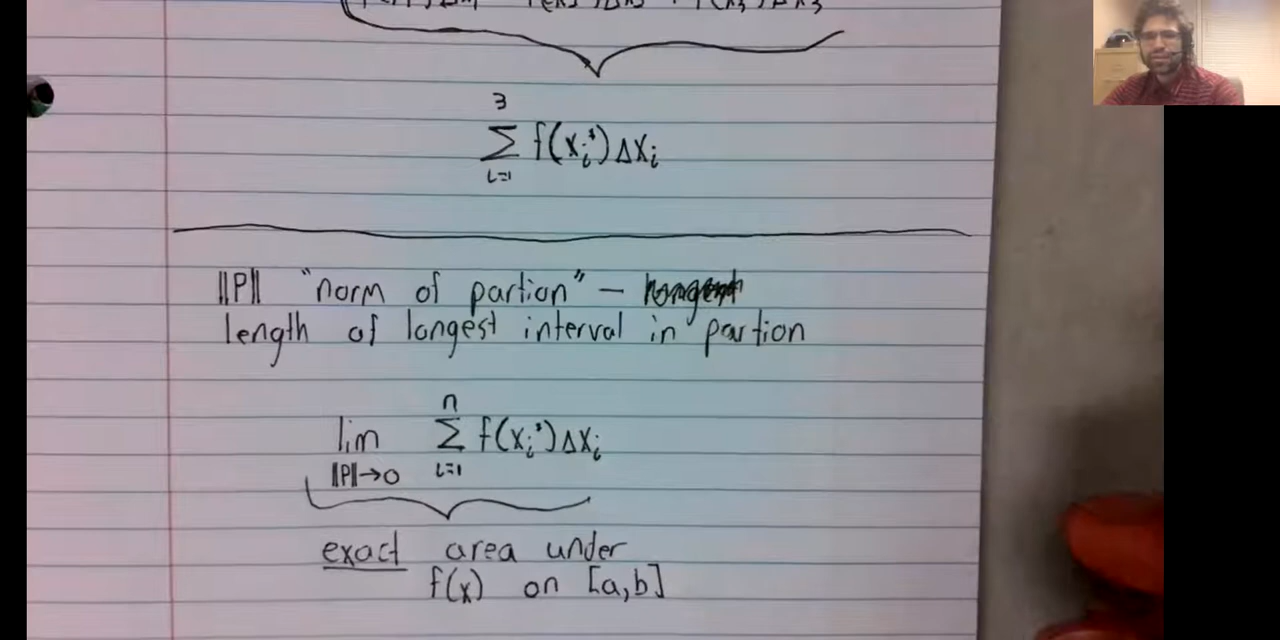 3
∑ f(xᵢ*)Δxᵢ
i=1
‖P‖ "norm of partion" –
length of longest interval in partion
n
lim ∑ f(xᵢ*)Δxᵢ
‖P‖→0 i=1
exact area under
f(x) on [a,b]